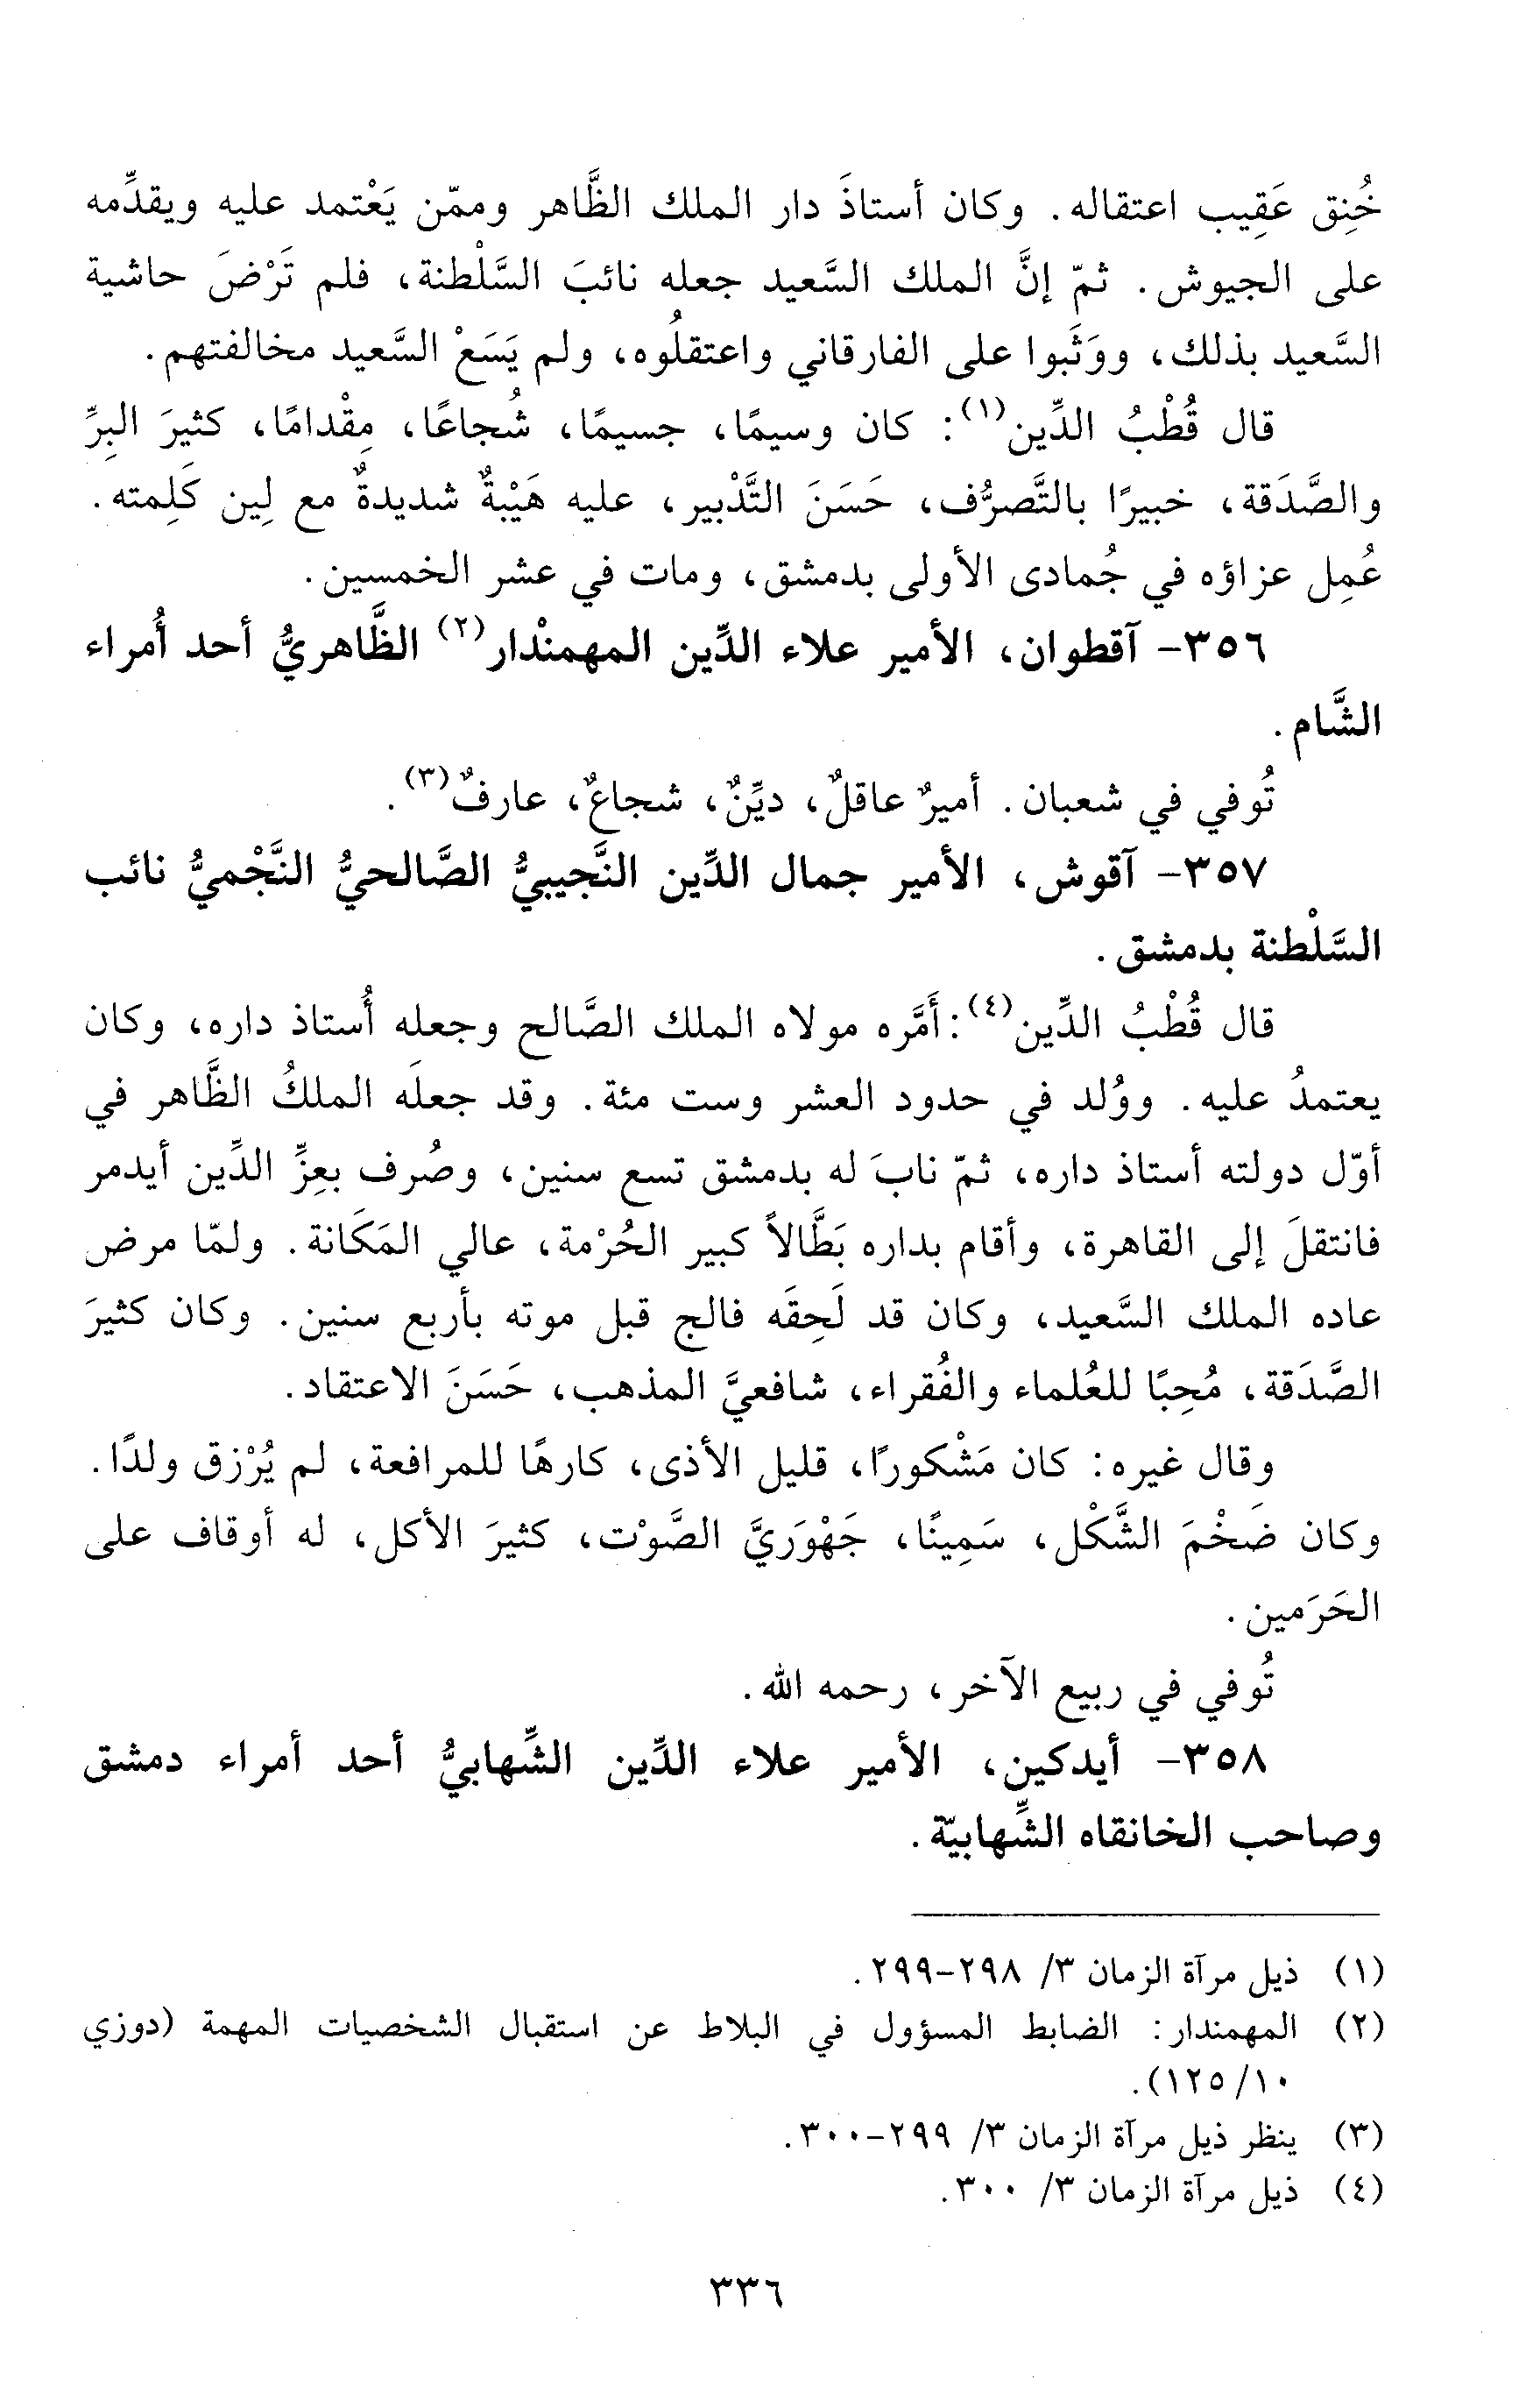 خُنِق عَقِيب اعتقاله. وكان أستاذَ دار الملك الظَّاهر وممّن يَعْتمد عليه ويقدِّمه
على الجيوش. ثمّ إنَّ الملك السَّعيد جعله نائبَ السَّلْطنة، فلم تَرْضَ حاشية
السَّعيد بذلك، ووَثَبوا على الفارقاني واعتقلُوه، ولم يَسَعْ السَّعيد مخالفتهم.
قال قُطْبُ الدِّين(١): كان وسيمًا، جسيمًا، شُجاعًا، مِقْدامًا، كثيرَ البرِّ
والصَّدَقة، خبيرًا بالتَّصرُّف، حَسَنَ التَّدْبير، عليه هَيْبةٌ شديدةٌ مع لِين كَلِمته.
عُمِل عزاؤه في جُمادى الأولى بدمشق، ومات في عشر الخمسين.
٣٥٦- آقطوان، الأمير علاء الدِّين المهمنْدار(٢) الظَّاهريُّ أحد أُمراء
الشَّام.
تُوفي في شعبان. أميرٌ عاقلٌ، ديِّنٌ، شجاعٌ، عارفٌ(٣).
٣٥٧- آقوش، الأمير جمال الدِّين النَّجيبيُّ الصَّالحيُّ النَّجْميُّ نائب
السَّلْطنة بدمشق.
قال قُطْبُ الدِّين(٤): أَمَّره مولاه الملك الصَّالح وجعله أُستاذ داره، وكان
يعتمدُ عليه. ووُلد في حدود العشر وست مئة. وقد جعلَه الملكُ الظَّاهر في
أوّل دولته أستاذ داره، ثمّ نابَ له بدمشق تسع سنين، وصُرف بعِزِّ الدِّين أيدمر
فانتقلَ إلى القاهرة، وأقام بداره بَطَّالاً كبير الحُرْمة، عالي المَكَانة. ولمّا مرض
عاده الملك السَّعيد، وكان قد لَحِقَه فالج قبل موته بأربع سنين. وكان كثيرَ
الصَّدَقة، مُحِبًا للعُلماء والفُقراء، شافعيَّ المذهب، حَسَنَ الاعتقاد.
وقال غيره: كان مَشْكورًا، قليل الأذى، كارهًا للمرافعة، لم يُرْزق ولدًا.
وكان ضَخْمَ الشَّكْل، سَمِينًا، جَهْوَريَّ الصَّوْت، كثيرَ الأكل، له أوقاف على
الحَرَمين.
تُوفي في ربيع الآخر، رحمه الله.
٣٥٨- أيدكين، الأمير علاء الدِّين الشِّهابيُّ أحد أمراء دمشق
وصاحب الخانقاه الشِّهابيّة.
(١) ذيل مرآة الزمان ٣/ ٢٩٨-٢٩٩.
(٢) المهمندار: الضابط المسؤول في البلاط عن استقبال الشخصيات المهمة (دوزي
١٠/ ١٢٥).
(٣) ينظر ذيل مرآة الزمان ٣/ ٢٩٩-٣٠٠.
(٤) ذيل مرآة الزمان ٣/ ٣٠٠.
٣٣٦